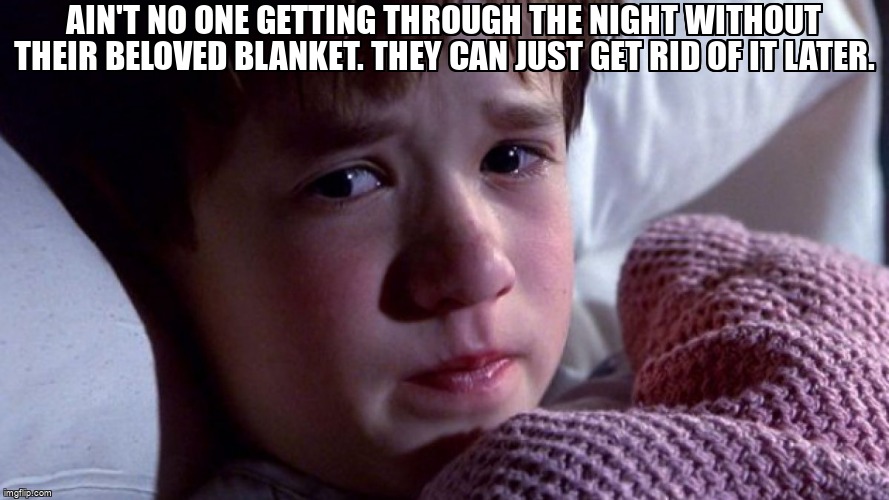 AIN'T NO ONE GETTING THROUGH THE NIGHT WITHOUT
THEIR BELOVED BLANKET. THEY CAN JUST GET RID OF IT LATER.
imgflip.com